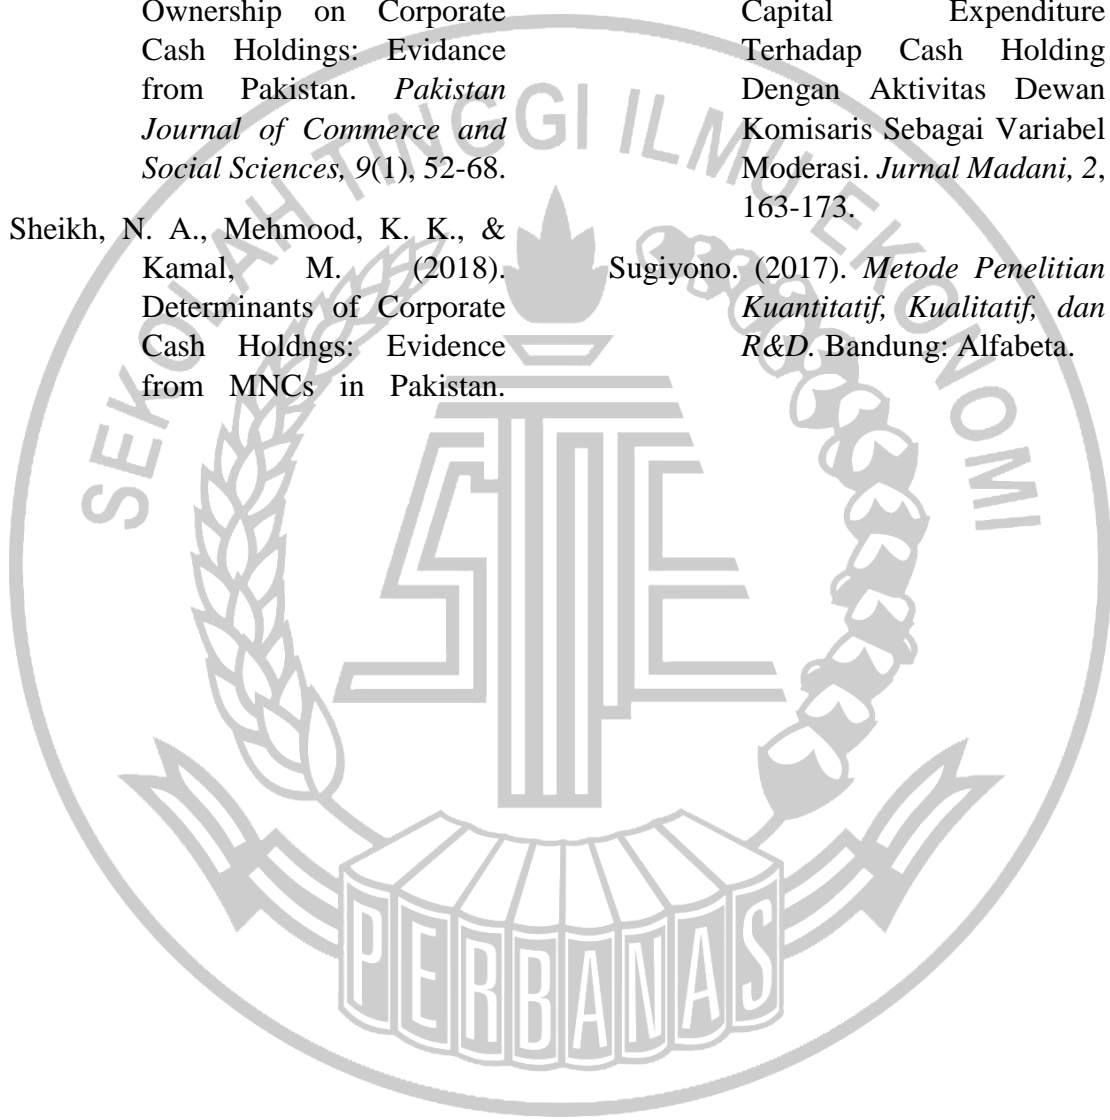 Ownership on Corporate
Cash Holdings: Evidance
from Pakistan. Pakistan
Journal of Commerce and
Social Sciences, 9(1), 52-68.
Sheikh, N. A., Mehmood, K. K., &
Kamal, M. (2018).
Determinants of Corporate
Cash Holdngs: Evidence
from MNCs in Pakistan.
Capital Expenditure
Terhadap Cash Holding
Dengan Aktivitas Dewan
Komisaris Sebagai Variabel
Moderasi. Jurnal Madani, 2,
163-173.
Sugiyono. (2017). Metode Penelitian
Kuantitatif, Kualitatif, dan
R&D. Bandung: Alfabeta.
SEKOLAH TINGGI ILMU EKONOMI
STIE
PERBANAS